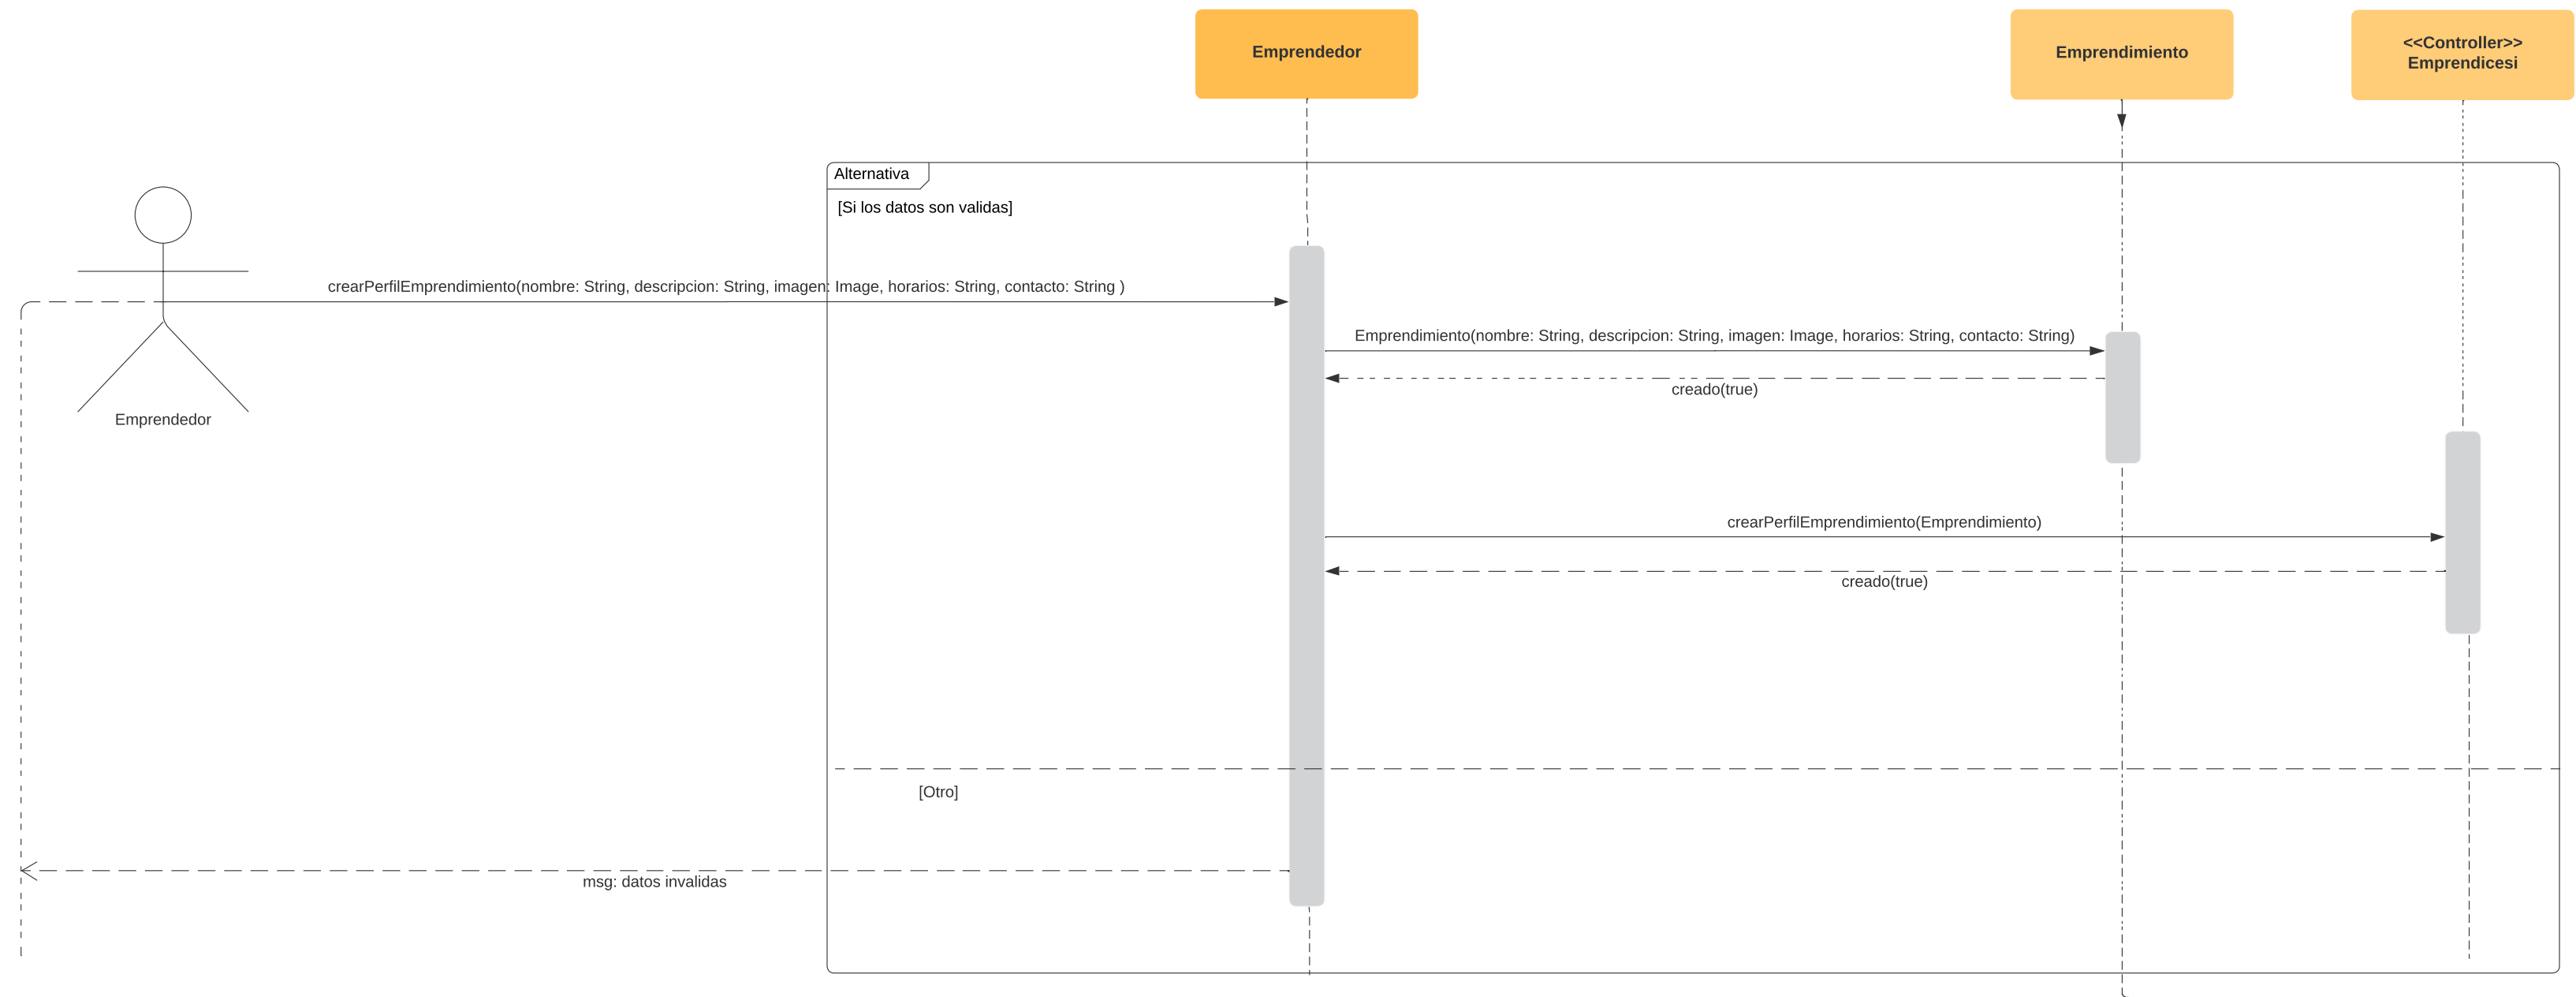 Emprendedor
Emprendimiento
<<Controller>>
Emprendicesi
Alternativa
[Si los datos son validas]
crearPerfilEmprendimiento(nombre: String, descripcion: String, imagen: Image, horarios: String, contacto: String )
Emprendimiento(nombre: String, descripcion: String, imagen: Image, horarios: String, contacto: String)
creado(true)
Emprendedor
crearPerfilEmprendimiento(Emprendimiento)
creado(true)
[Otro]
msg: datos invalidas